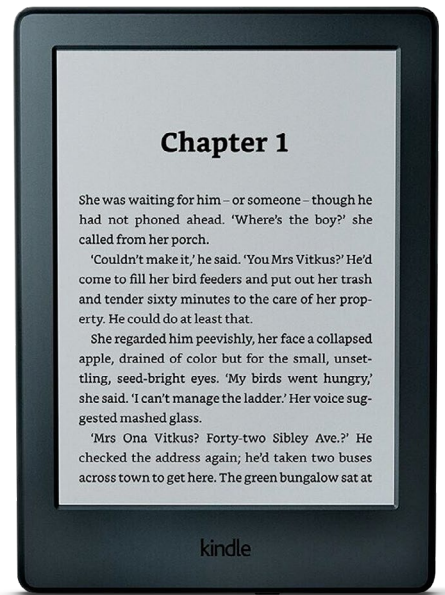 Chapter 1
She was waiting for him – or someone – though he
had not phoned ahead. ‘Where’s the boy?’ she
called from her porch.
‘Couldn’t make it,’ he said. ‘You Mrs Vitkus?’ He’d
come to fill her bird feeders and put out her trash
and tender sixty minutes to the care of her prop-
erty. He could do at least that.
She regarded him peevishly, her face a collapsed
apple, drained of color but for the small, unset-
tling, seed-bright eyes. ‘My birds went hungry,’
she said. ‘I can’t manage the ladder.’ Her voice sug-
gested mashed glass.
‘Mrs Ona Vitkus? Forty-two Sibley Ave.?’ He
checked the address again; he’d taken two buses
across town to get here. The green bungalow sat at
kindle